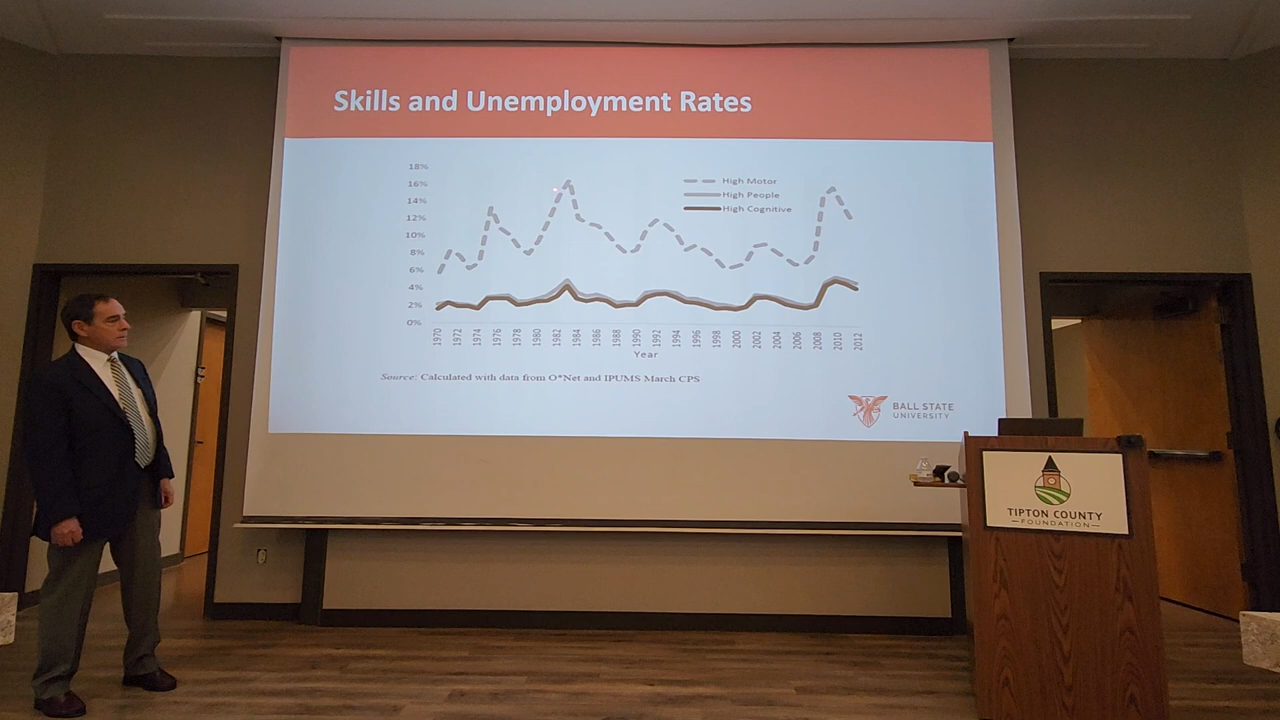 Skills and Unemployment Rates
18%
16%
14%
12%
10%
8%
6%
4%
2%
0%
High Motor
High People
High Cognitive
1970 1972 1974 1976 1978 1980 1982 1984 1986 1988 1990 1992 1994 1996 1998 2000 2002 2004 2006 2008 2010 2012
Year
Source: Calculated with data from O*Net and IPUMS March CPS
BALL STATE
UNIVERSITY
TIPTON COUNTY
FOUNDATION